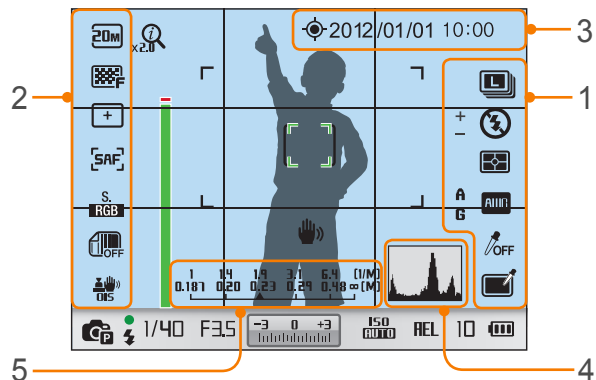 3
2012/01/01 10:00
2
20M
x2.0
F
1
L
+
-
+
SAF
S.
RGB
A
G
AWB
OFF
OFF
OIS
1 1.4 1.9 3.1 6.4 [1/M]
0.187 0.20 0.23 0.29 0.48 ∞ [M]
P
1/40 F3.5
-3 0 +3
ISO
AUTO
AEL 10
5
4